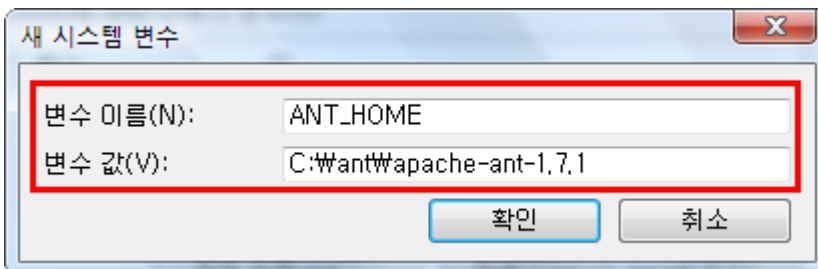 새 시스템 변수
변수 이름(N): ANT_HOME
변수 값(V): C:₩ant₩apache-ant-1.7.1
확인 취소